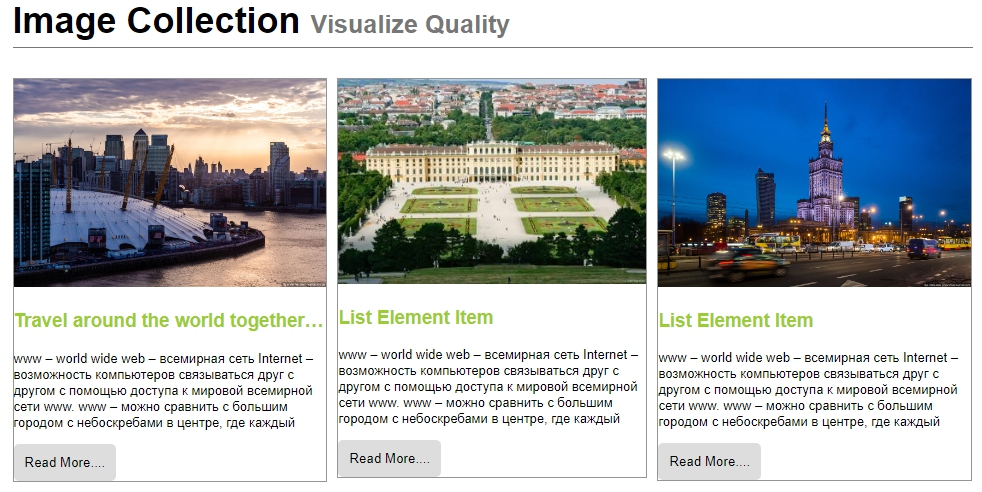 Image Collection Visualize Quality
Travel around the world together…
www – world wide web – всемирная сеть Internet –
возможность компьютеров связываться друг с
другом с помощью доступа к мировой всемирной
сети www. www – можно сравнить с большим
городом с небоскребами в центре, где каждый
Read More....
List Element Item
www – world wide web – всемирная сеть Internet –
возможность компьютеров связываться друг с
другом с помощью доступа к мировой всемирной
сети www. www – можно сравнить с большим
городом с небоскребами в центре, где каждый
Read More....
List Element Item
www – world wide web – всемирная сеть Internet –
возможность компьютеров связываться друг с
другом с помощью доступа к мировой всемирной
сети www. www – можно сравнить с большим
городом с небоскребами в центре, где каждый
Read More....